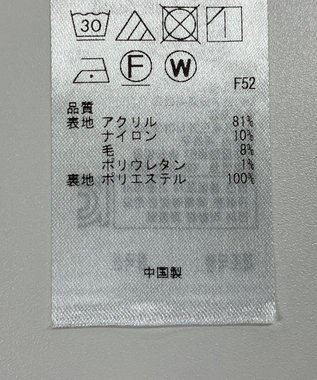 30
F W
F52
品質
表地 アクリル 81%
ナイロン 10%
毛 8%
ポリウレタン 1%
裏地 ポリエステル 100%
中国製